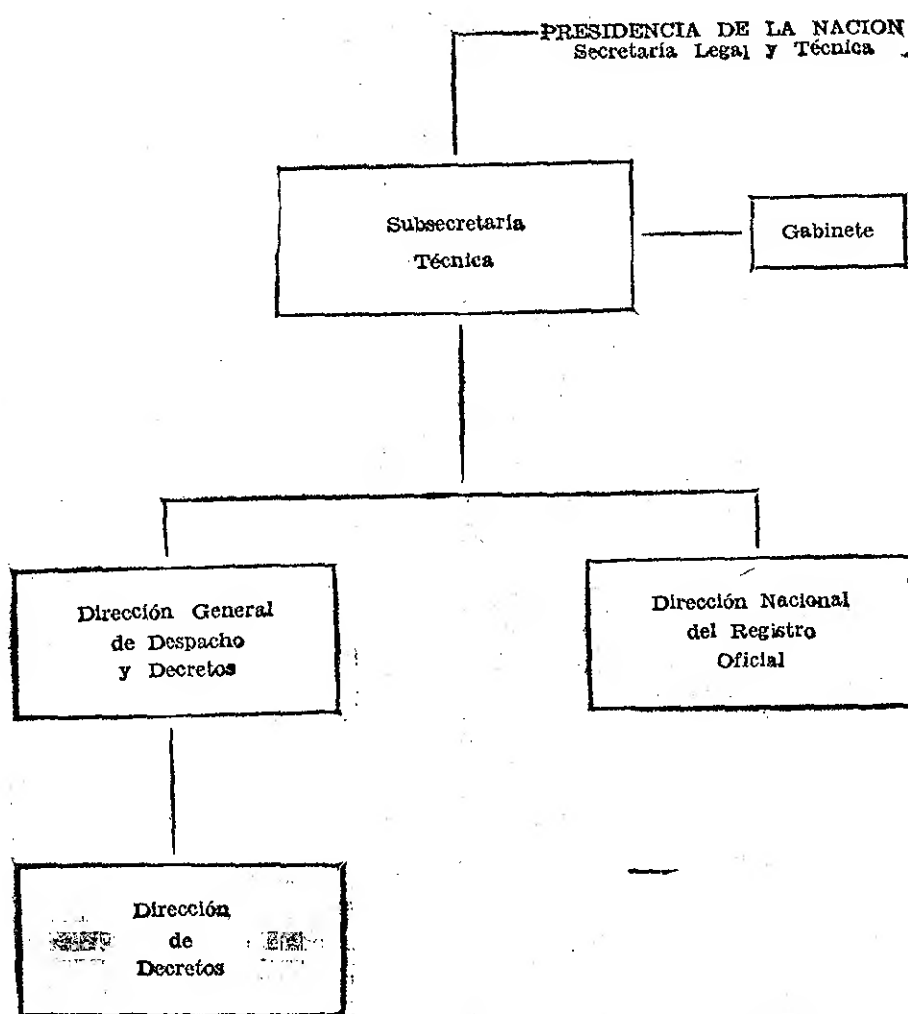 PRESIDENCIA DE LA NACION
Secretaría Legal y Técnica
Subsecretaría
Técnica
Gabinete
Dirección General
de Despacho
y Decretos
Dirección Nacional
del Registro
Oficial
Dirección
de
Decretos